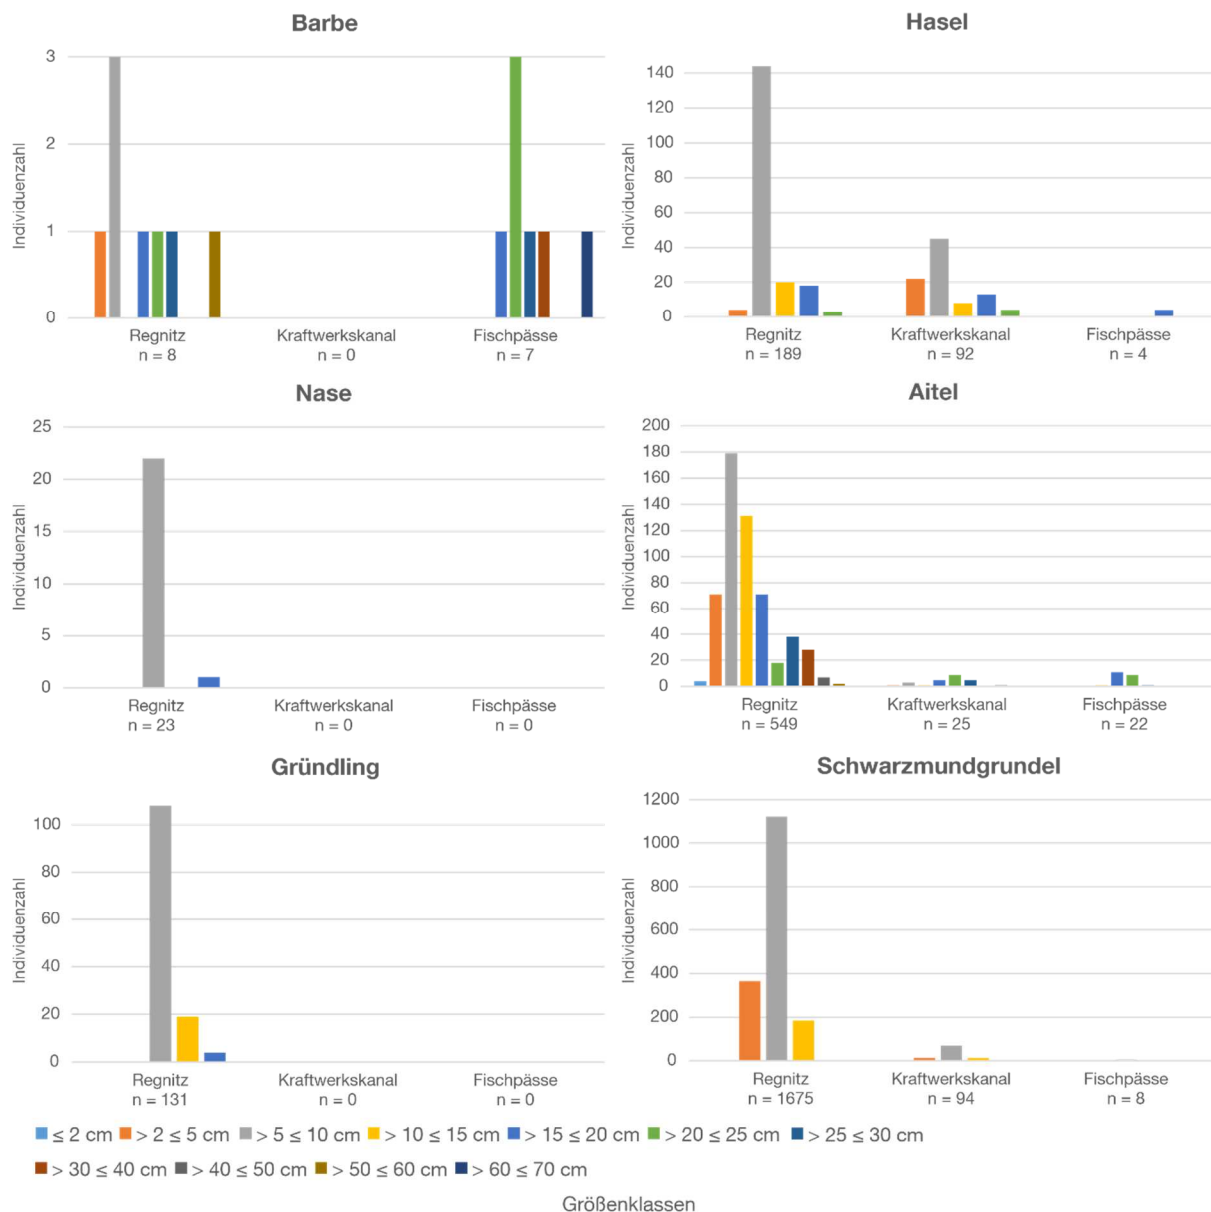 Barbe
3
2
1
0
Individuenzahl
Regnitz
n = 8
Kraftwerkskanal
n = 0
Fischpässe
n = 7
Hasel
140
120
100
80
60
40
20
0
Individuenzahl
Regnitz
n = 189
Kraftwerkskanal
n = 92
Fischpässe
n = 4
Nase
25
20
15
10
5
0
Individuenzahl
Regnitz
n = 23
Kraftwerkskanal
n = 0
Fischpässe
n = 0
Aitel
200
180
160
140
120
100
80
60
40
20
0
Individuenzahl
Regnitz
n = 549
Kraftwerkskanal
n = 25
Fischpässe
n = 22
Gründling
100
80
60
40
20
0
Individuenzahl
Regnitz
n = 131
Kraftwerkskanal
n = 0
Fischpässe
n = 0
Schwarzmundgrundel
1200
1000
800
600
400
200
0
Individuenzahl
Regnitz
n = 1675
Kraftwerkskanal
n = 94
Fischpässe
n = 8
≤ 2 cm > 2 ≤ 5 cm > 5 ≤ 10 cm > 10 ≤ 15 cm > 15 ≤ 20 cm > 20 ≤ 25 cm > 25 ≤ 30 cm
> 30 ≤ 40 cm > 40 ≤ 50 cm > 50 ≤ 60 cm > 60 ≤ 70 cm
Größenklassen